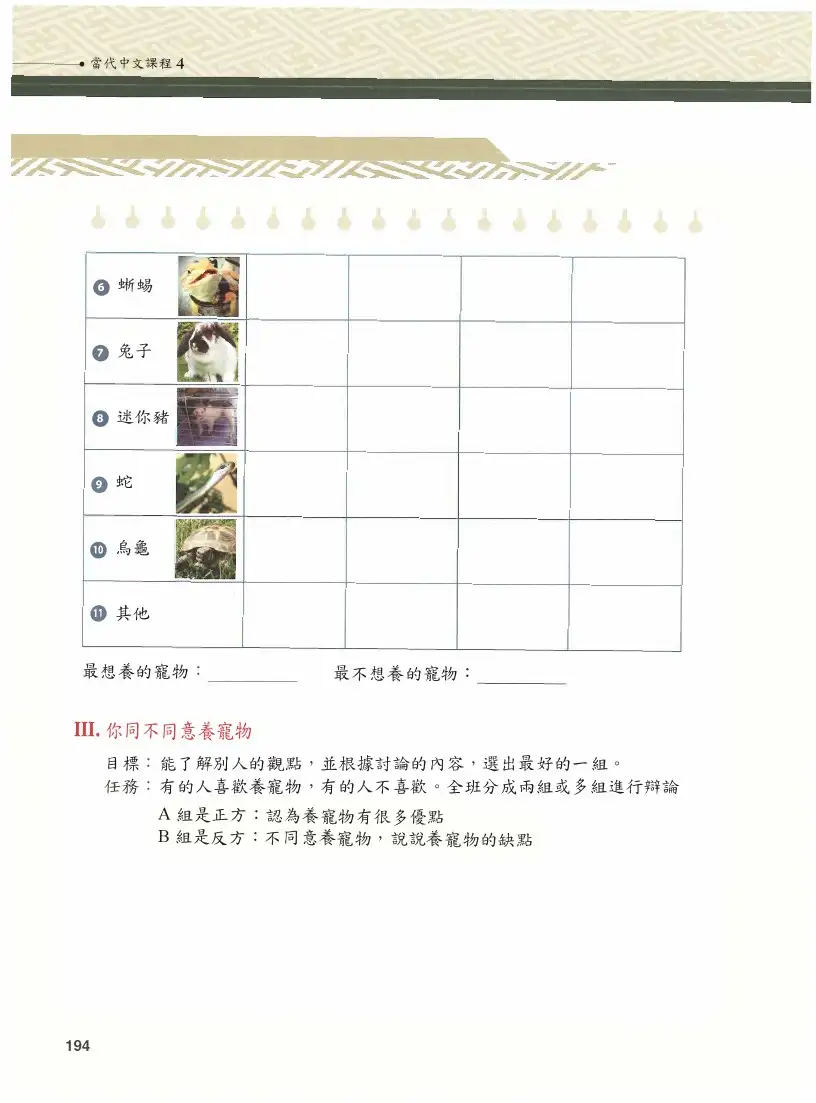 當代中文課程 4
6 蜥蜴
7 兔子
8 迷你豬
9 蛇
10 烏龜
11 其他
最想養的寵物：__________ 最不想養的寵物：__________
III. 你同不同意養寵物
目標：能了解別人的觀點，並根據討論的內容，選出最好的一組。
任務：有的人喜歡養寵物，有的人不喜歡。全班分成兩組或多組進行辯論
A 組是正方：認為養寵物有很多優點
B 組是反方：不同意養寵物，說說養寵物的缺點
194